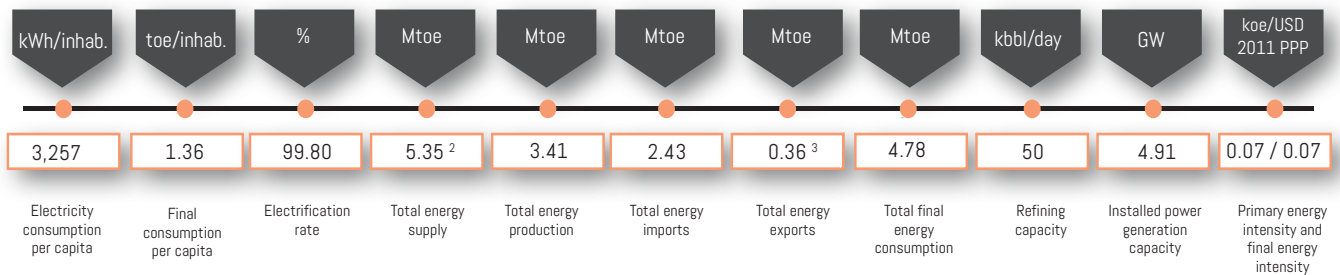 kWh/inhab.
toe/inhab.
%
Mtoe
Mtoe
Mtoe
Mtoe
Mtoe
kbbl/day
GW
koe/USD
2011 PPP
3,257
1.36
99.80
5.35 ²
3.41
2.43
0.36 ³
4.78
50
4.91
0.07 / 0.07
Electricity
consumption
per capita
Final
consumption
per capita
Electrification
rate
Total energy
supply
Total energy
production
Total energy
imports
Total energy
exports
Total final
energy
consumption
Refining
capacity
Installed power
generation
capacity
Primary energy
intensity and
final energy
intensity